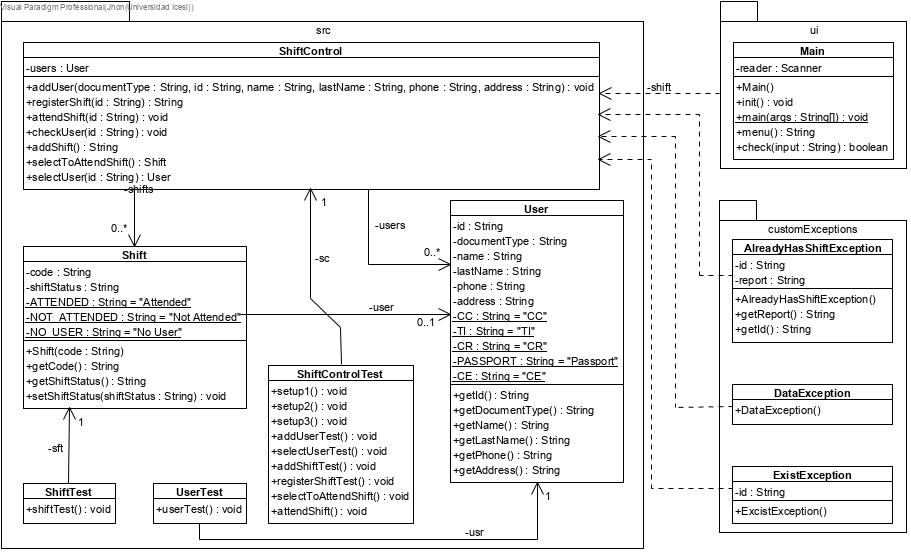 Visual Paradigm Professional(Jhon(Universidad Icesi))
src
ShiftControl
-users : User
+addUser(documentType : String, id : String, name : String, lastName : String, phone : String, address : String) : void
+registerShift(id : String) : String
+attendShift(id : String) : void
+checkUser(id : String) : void
+addShift() : String
+selectToAttendShift() : Shift
+selectUser(id : String) : User
-shifts
0..*
1
-sc
-users
0..*
-shift
Shift
-code : String
-shiftStatus : String
-ATTENDED : String = "Attended"
-NOT_ATTENDED : String = "Not Attended"
-NO_USER : String = "No User"
+Shift(code : String)
+getCode() : String
+getShiftStatus() : String
+setShiftStatus(shiftStatus : String) : void
-user
0..1
User
-id : String
-documentType : String
-name : String
-lastName : String
-phone : String
-address : String
-CC : String = "CC"
-TI : String = "TI"
-CR : String = "CR"
-PASSPORT : String = "Passport"
-CE : String = "CE"
+getId() : String
+getDocumentType() : String
+getName() : String
+getLastName() : String
+getPhone() : String
+getAddress() : String
ShiftControlTest
+setup1() : void
+setup2() : void
+setup3() : void
+addUserTest() : void
+selectUserTest() : void
+addShiftTest() : void
+registerShiftTest() : void
+selectToAttendShift() : void
+attendShift() : void
1
-sft
ShiftTest
+shiftTest() : void
UserTest
+userTest() : void
1
-usr
ui
Main
-reader : Scanner
+Main()
+init() : void
+main(args : String[]) : void
+menu() : String
+check(input : String) : boolean
customExceptions
AlreadyHasShiftException
-id : String
-report : String
+AlreadyHasShiftException()
+getReport() : String
+getId() : String
DataException
+DataException()
ExistException
-id : String
+ExcistException()